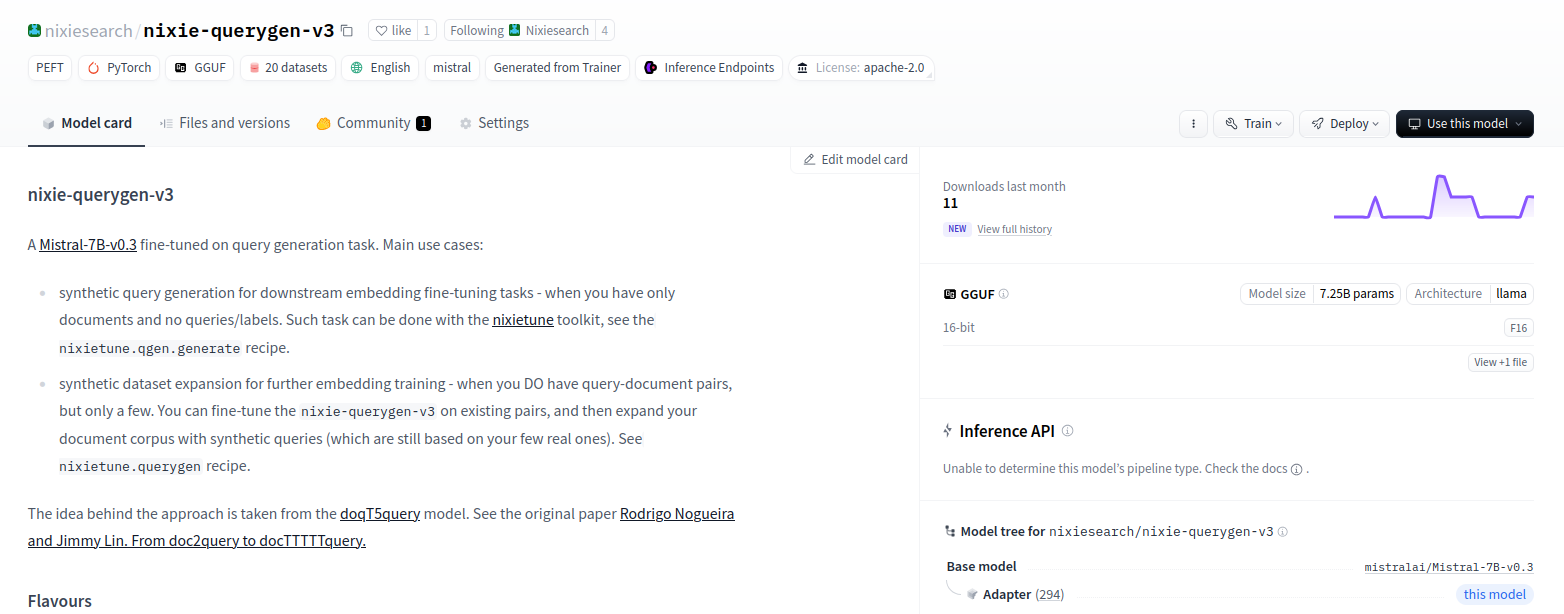 nixiesearch/nixie-querygen-v3 like 1 Following Nixiesearch 4
PEFT PyTorch GGUF 20 datasets English mistral Generated from Trainer Inference Endpoints License: apache-2.0
Model card Files and versions Community 1 Settings Train Deploy Use this model
Edit model card
nixie-querygen-v3
A Mistral-7B-v0.3 fine-tuned on query generation task. Main use cases:
synthetic query generation for downstream embedding fine-tuning tasks - when you have only
documents and no queries/labels. Such task can be done with the nixietune toolkit, see the
nixietune.qgen.generate recipe.
synthetic dataset expansion for further embedding training - when you DO have query-document pairs,
but only a few. You can fine-tune the nixie-querygen-v3 on existing pairs, and then expand your
document corpus with synthetic queries (which are still based on your few real ones). See
nixietune.querygen recipe.
The idea behind the approach is taken from the doqT5query model. See the original paper Rodrigo Nogueira
and Jimmy Lin. From doc2query to docTTTTTquery.
Flavours
Downloads last month
11
NEW View full history
GGUF Model size 7.25B params Architecture llama
16-bit F16
View +1 file
Inference API
Unable to determine this model's pipeline type. Check the docs .
Model tree for nixiesearch/nixie-querygen-v3
Base model mistralai/Mistral-7B-v0.3
Adapter (294) this model